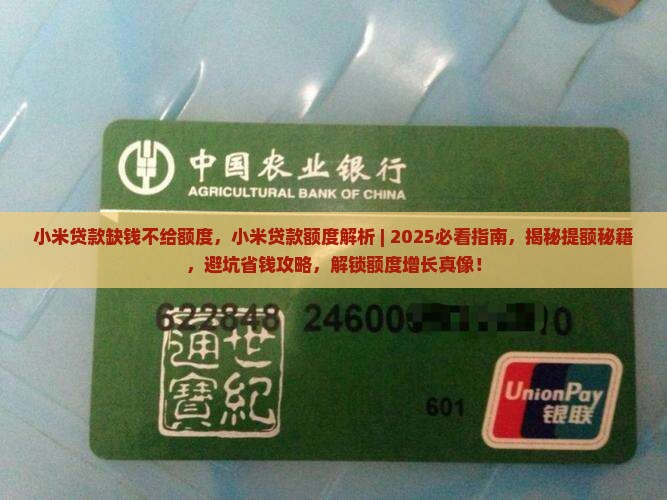 中国农业银行
AGRICULTURAL BANK OF CHINA
小米贷款缺钱不给额度，小米贷款额度解析 | 2025必看指南，揭秘提额秘籍
，避坑省钱攻略，解锁额度增长真像！
622848 24600 0
世紀
通寶
601
UnionPay
银联